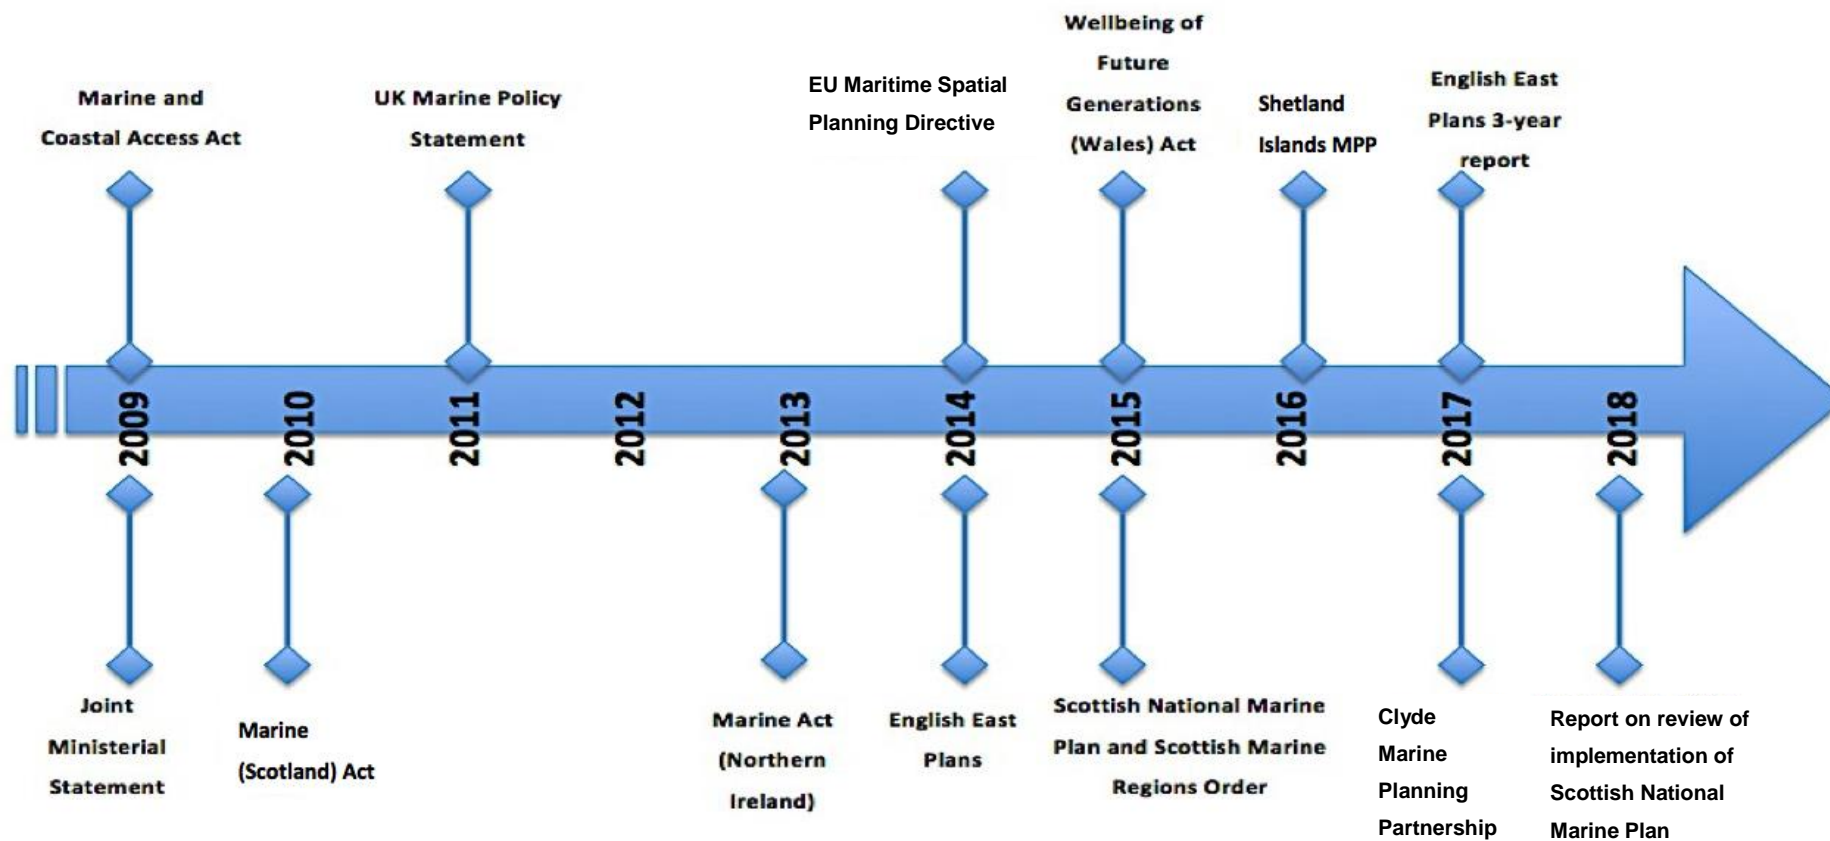 Marine and
Coastal Access Act
UK Marine Policy
Statement
EU Maritime Spatial
Planning Directive
Wellbeing of
Future
Generations
(Wales) Act
Shetland
Islands MPP
English East
Plans 3-year
report
2009
2010
2011
2012
2013
2014
2015
2016
2017
2018
Joint
Ministerial
Statement
Marine
(Scotland) Act
Marine Act
(Northern
Ireland)
English East
Plans
Scottish National Marine
Plan and Scottish Marine
Regions Order
Clyde
Marine
Planning
Partnership
Report on review of
implementation of
Scottish National
Marine Plan